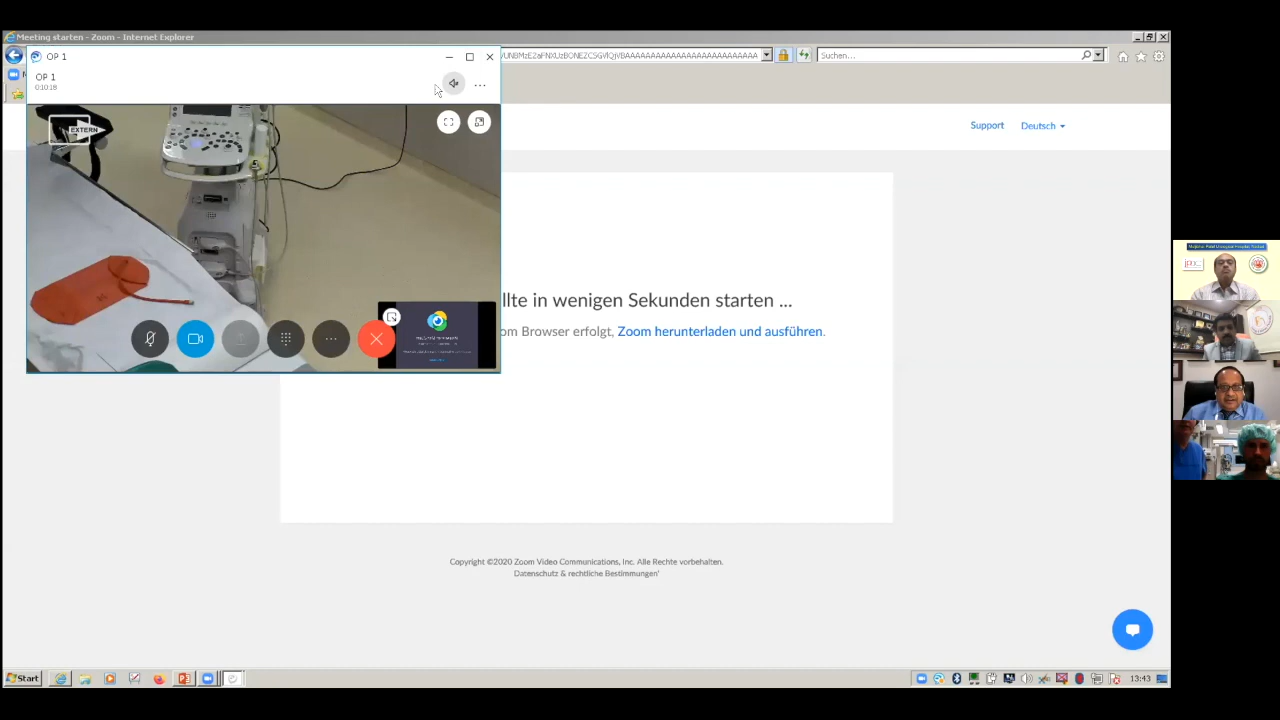 Meeting starten - Zoom - Internet Explorer
OP 1
OP 1
0:10:18
Suchen...
EXTERN
Support
Deutsch
llte in wenigen Sekunden starten ...
om Browser erfolgt, Zoom herunterladen und ausführen.
Copyright ©2020 Zoom Video Communications, Inc. Alle Rechte vorbehalten.
Datenschutz & rechtliche Bestimmungen
Start
13:43